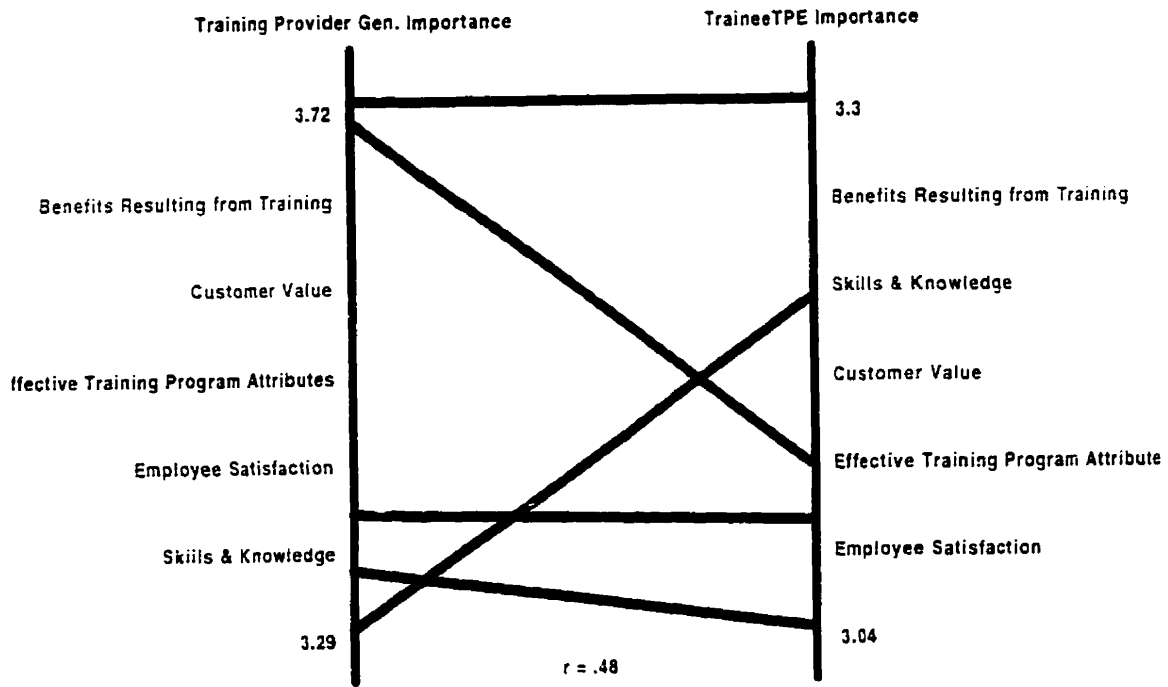 Training Provider Gen. Importance
TraineeTPE Importance
3.72
3.3
Benefits Resulting from Training
Benefits Resulting from Training
Customer Value
Skills & Knowledge
ffective Training Program Attributes
Customer Value
Employee Satisfaction
Effective Training Program Attribute
Skills & Knowledge
Employee Satisfaction
3.29
3.04
r = .48